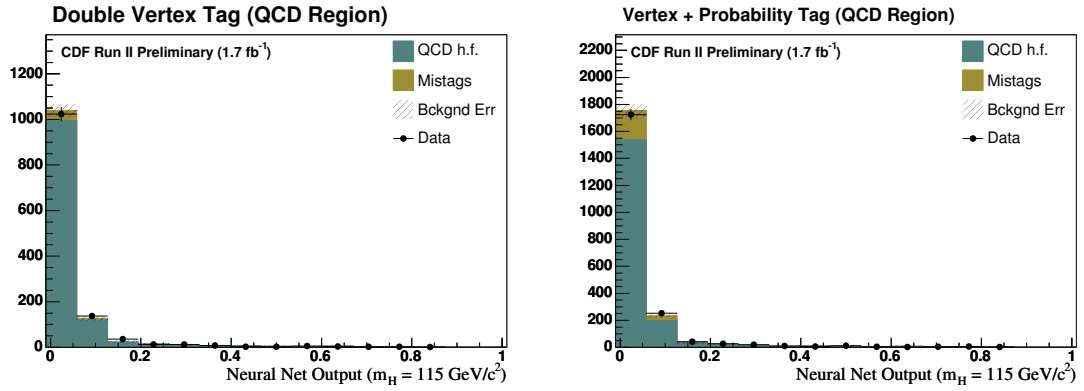 Double Vertex Tag (QCD Region)
CDF Run II Preliminary (1.7 fb⁻¹)
QCD h.f.
Mistags
Bckgnd Err
Data
1200
1000
800
600
400
200
0
0 0.2 0.4 0.6 0.8 1
Neural Net Output (m_H = 115 GeV/c²)
Vertex + Probability Tag (QCD Region)
CDF Run II Preliminary (1.7 fb⁻¹)
QCD h.f.
Mistags
Bckgnd Err
Data
2200
2000
1800
1600
1400
1200
1000
800
600
400
200
0
0 0.2 0.4 0.6 0.8 1
Neural Net Output (m_H = 115 GeV/c²)